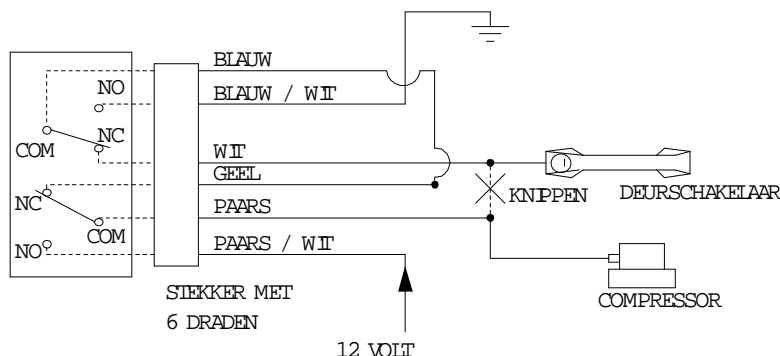 BLAUW
NO
BLAUW / WIT
NC
COM
WIT
GEEL
KNIPPEN
DEURSCHAKELAAR
NC
PAARS
COM
NO
PAARS / WIT
STEKKER MET
6 DRADEN
COMPRESSOR
12 VOLT